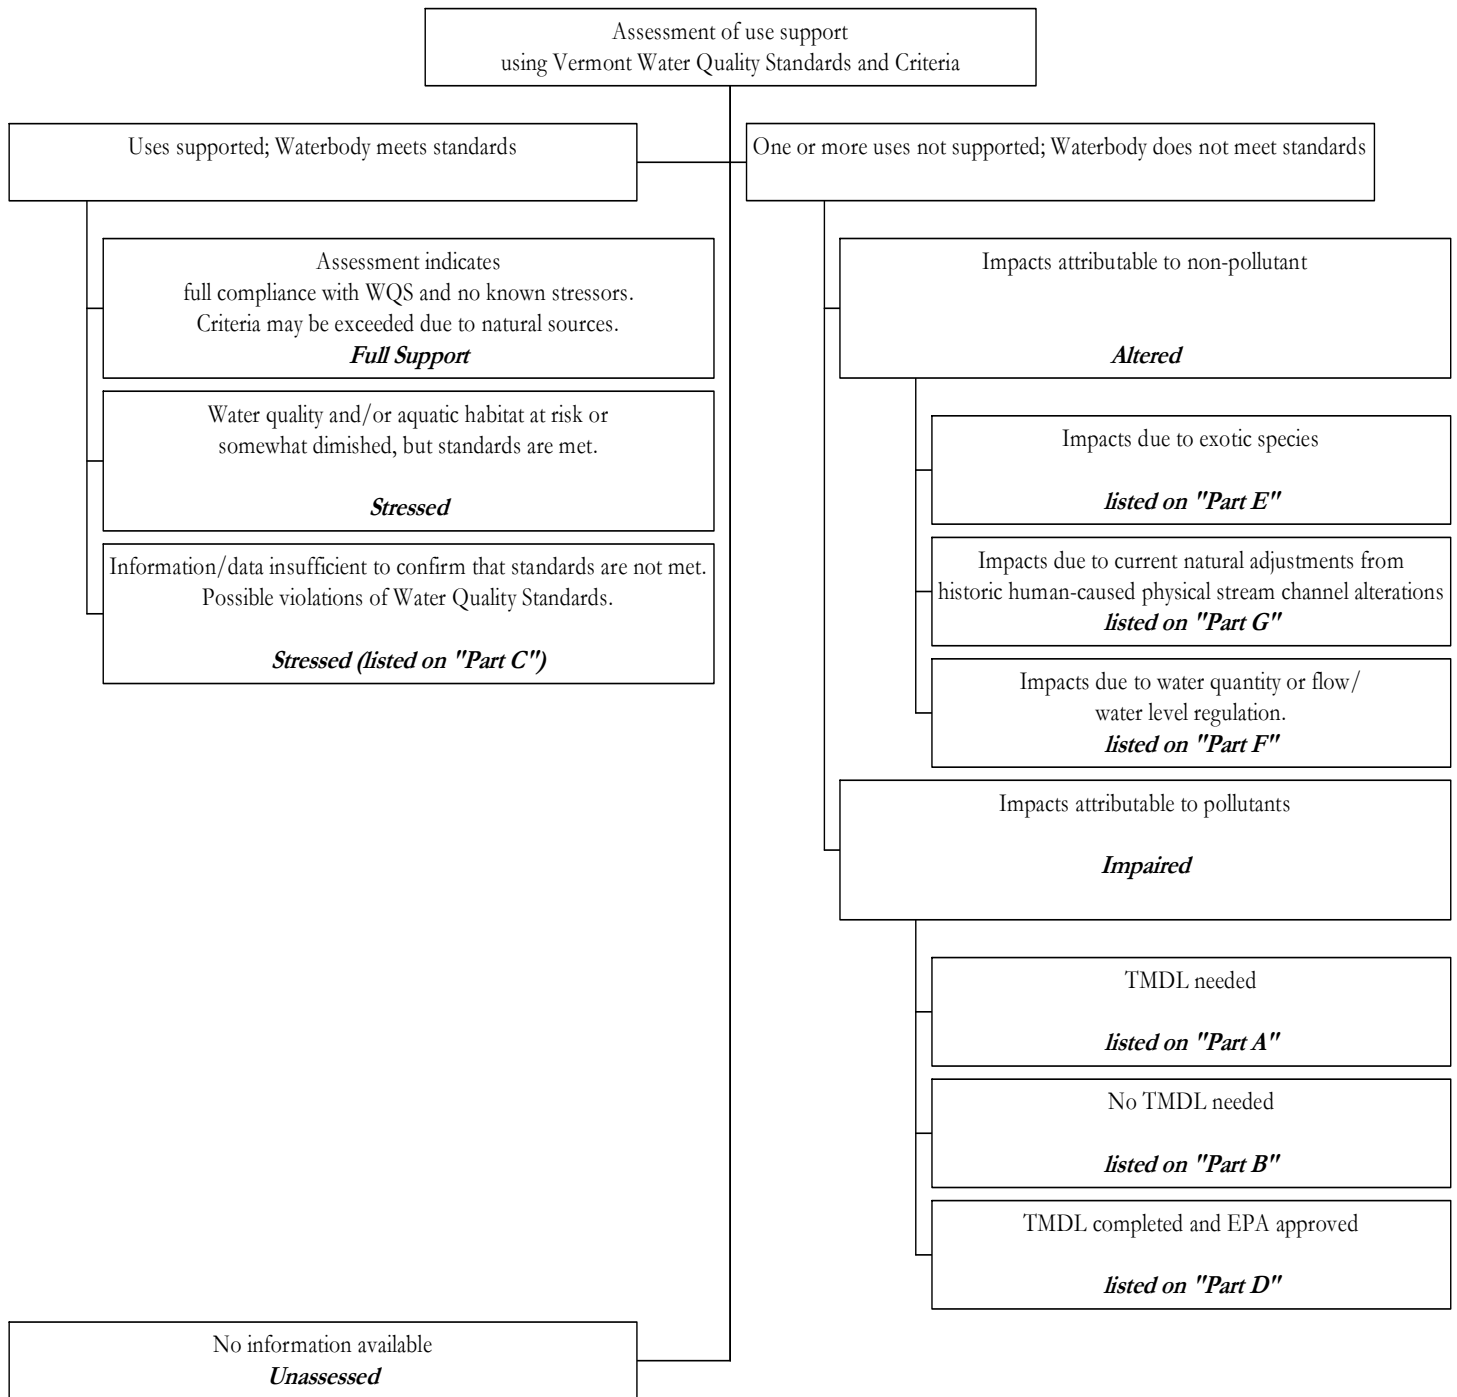 Assessment of use support
using Vermont Water Quality Standards and Criteria
Uses supported; Waterbody meets standards
Assessment indicates
full compliance with WQS and no known stressors.
Criteria may be exceeded due to natural sources.
Full Support
Water quality and/or aquatic habitat at risk or
somewhat dimished, but standards are met.
Stressed
Information/data insufficient to confirm that standards are not met.
Possible violations of Water Quality Standards.
Stressed (listed on "Part C")
One or more uses not supported; Waterbody does not meet standards
Impacts attributable to non-pollutant
Altered
Impacts due to exotic species
listed on "Part E"
Impacts due to current natural adjustments from
historic human-caused physical stream channel alterations
listed on "Part G"
Impacts due to water quantity or flow/
water level regulation.
listed on "Part F"
Impacts attributable to pollutants
Impaired
TMDL needed
listed on "Part A"
No TMDL needed
listed on "Part B"
TMDL completed and EPA approved
listed on "Part D"
No information available
Unassessed